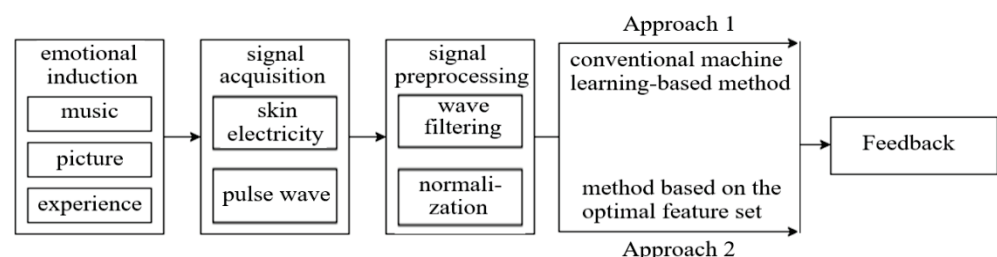 emotional
induction
music
picture
experience
signal
acquisition
skin
electricity
pulse wave
signal
preprocessing
wave
filtering
normali-
zation
Approach 1
conventional machine
learning-based method
method based on the
optimal feature set
Approach 2
Feedback